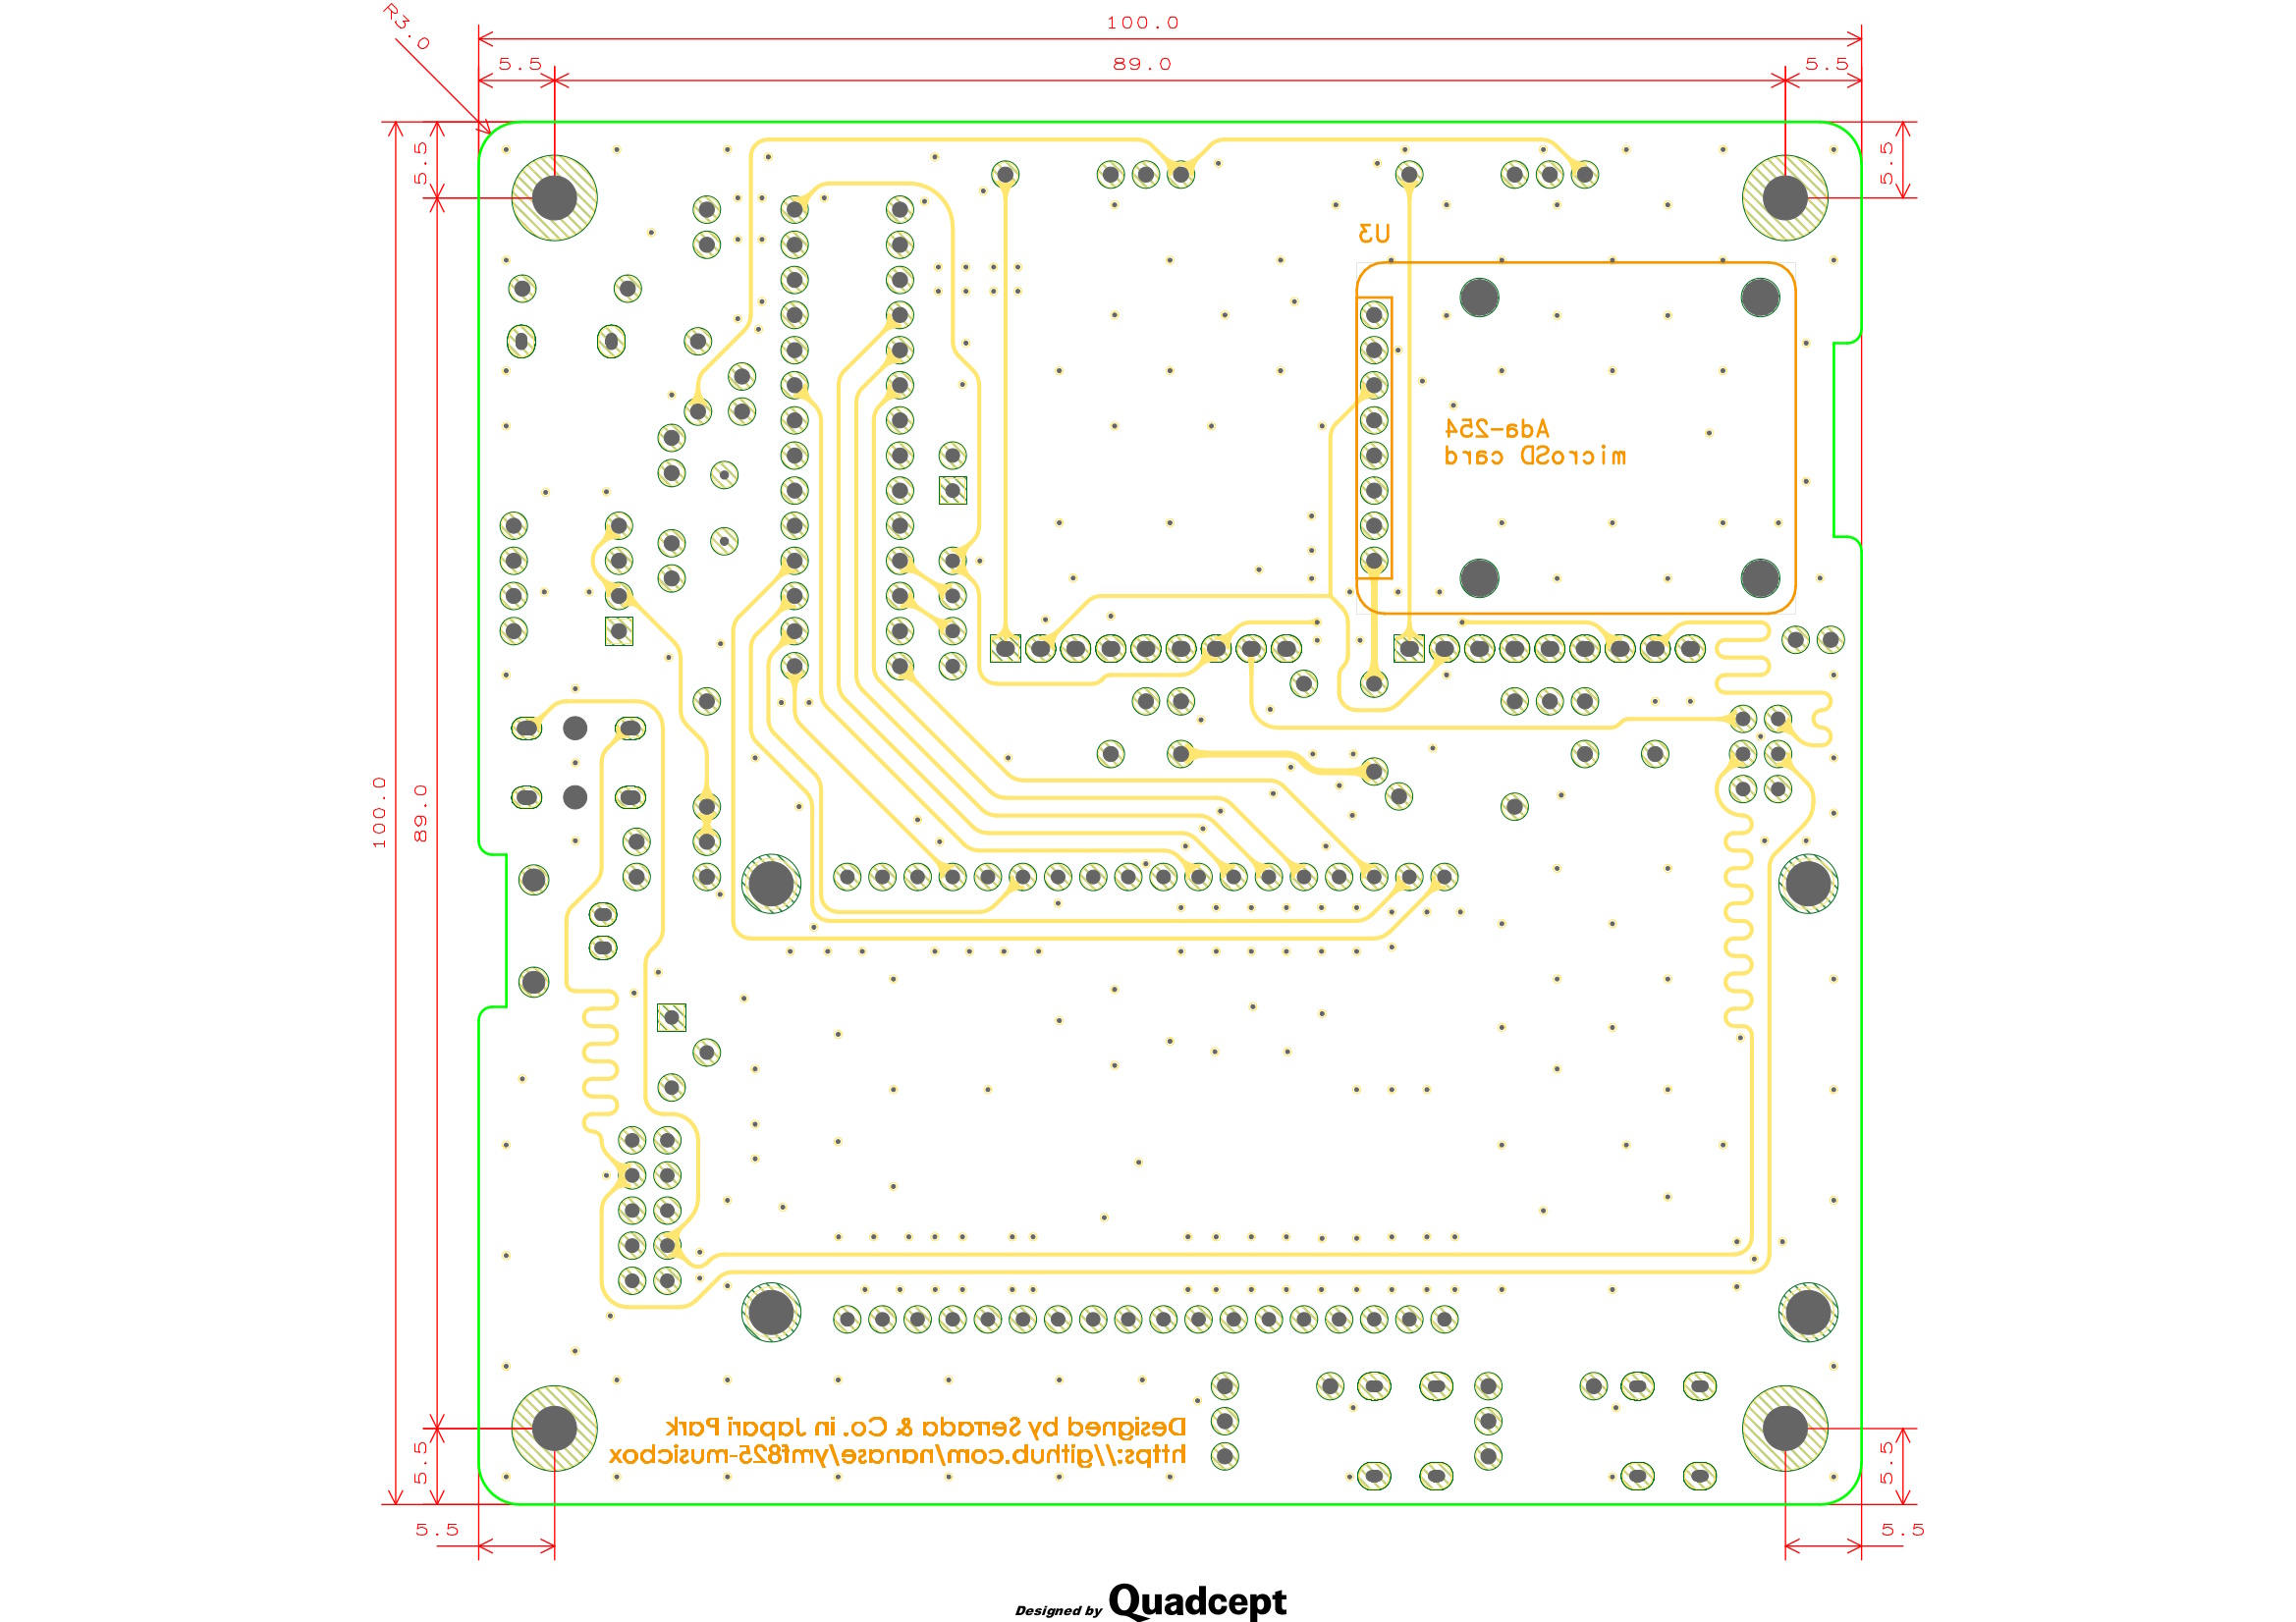 R3.0
100.0
5.5
89.0
5.5
5.5
5.5
U3
Ada-254
microSD card
100.0
89.0
Designed by Serrada & Co. in Japari Park
https://github.com/nanase/ymf825-musicbox
5.5
5.5
5.5
5.5
Designed by Quadcept